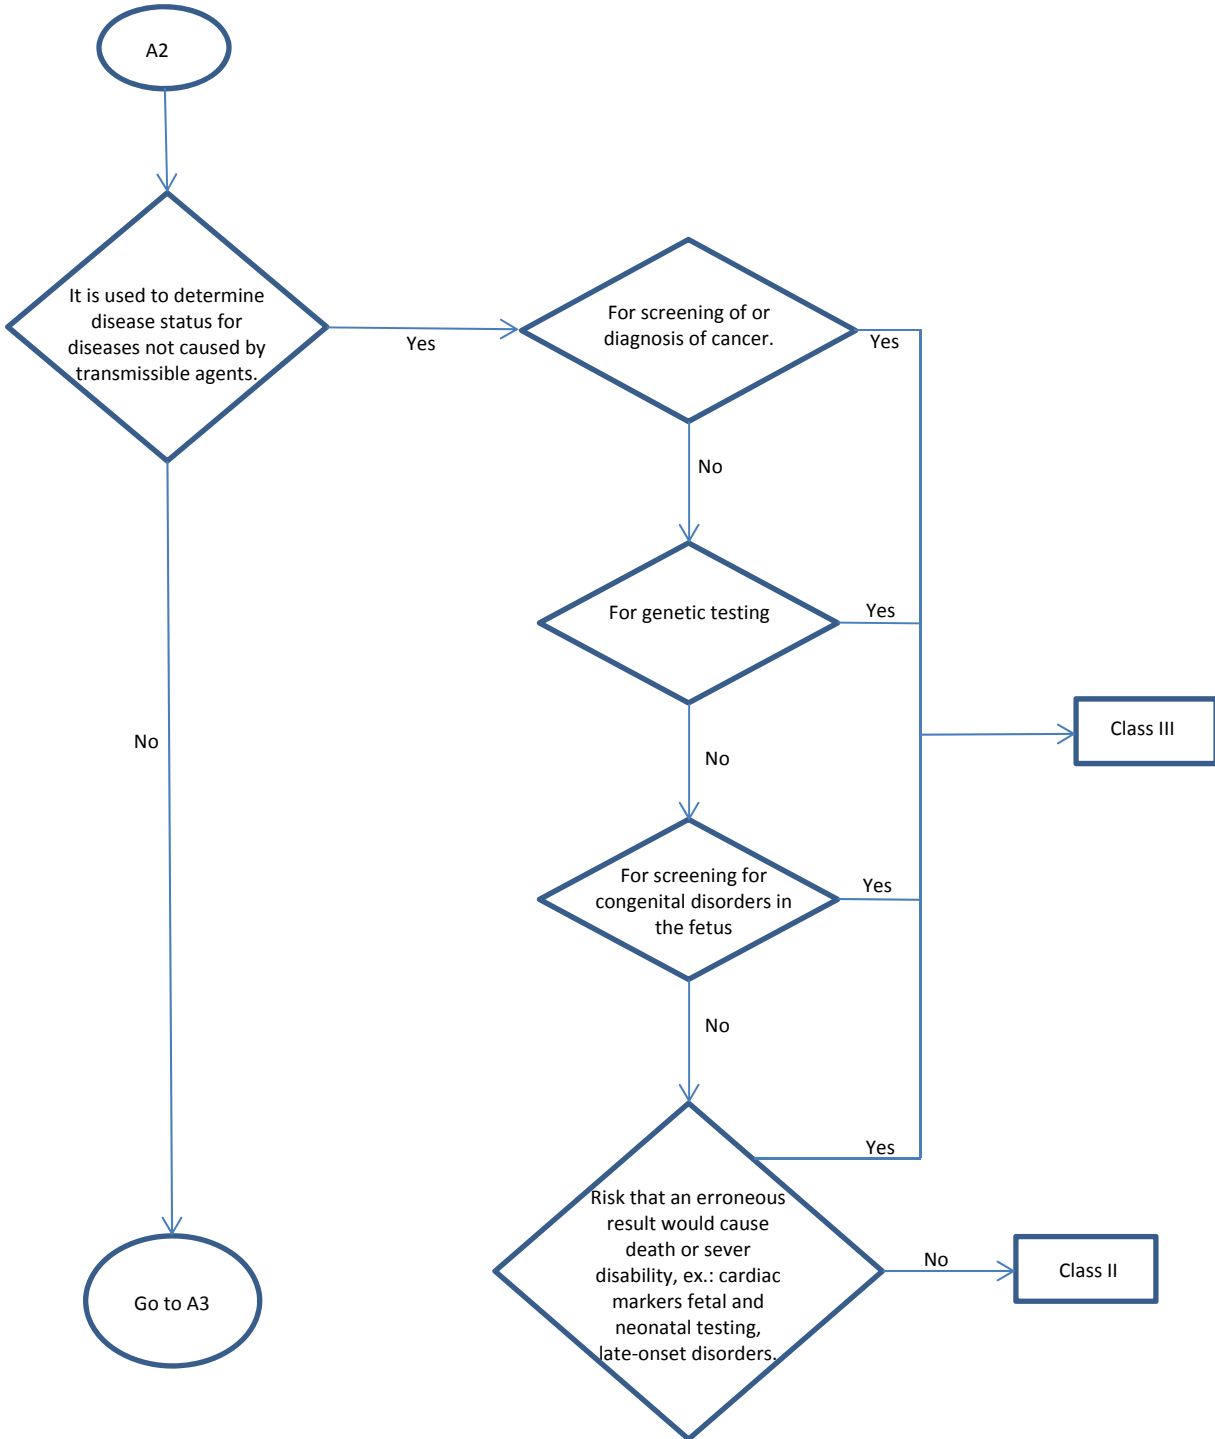 A2
It is used to determine
disease status for
diseases not caused by
transmissible agents.
Yes
For screening of or
diagnosis of cancer.
Yes
No
For genetic testing
Yes
No
No
Class III
For screening for
congenital disorders in
the fetus
Yes
No
Yes
Risk that an erroneous
result would cause
death or sever
disability, ex.: cardiac
markers fetal and
neonatal testing,
late-onset disorders.
No
Class II
Go to A3